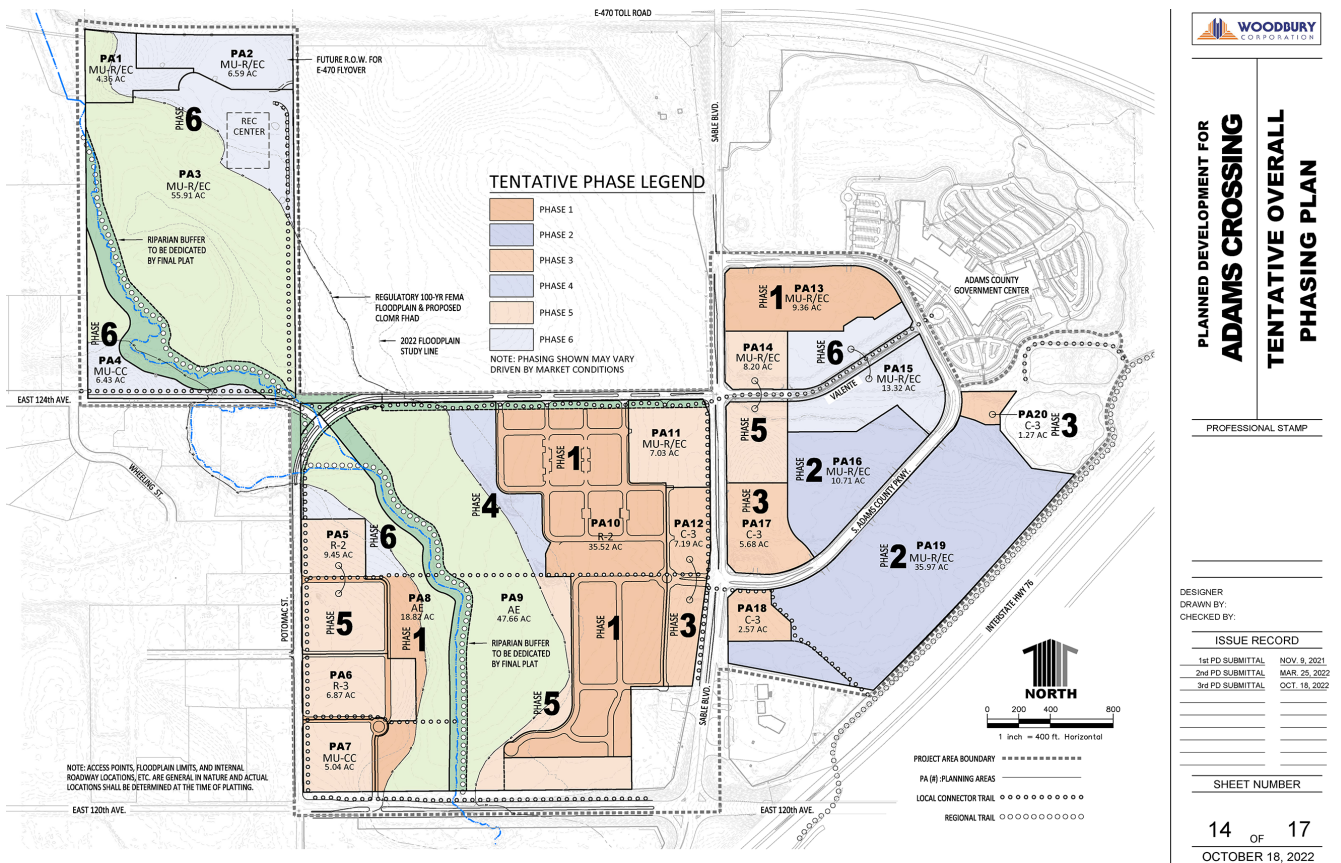 E-470 TOLL ROAD
PA1
MU-R/EC
4.35 AC
PA2
MU-R/EC
6.59 AC
FUTURE R.O.W. FOR
E-470 FLYOVER
PHASE 6
REC
CENTER
PA3
MU-R/EC
55.91 AC
RIPARIAN BUFFER
TO BE DEDICATED
BY FINAL PLAT
PHASE 6
PA4
MU-CC
6.43 AC
EAST 124th AVE.
WHEELING ST.
REGULATORY 100-YR FEMA
FLOODPLAIN & PROPOSED
CLOMR FHAD
2022 FLOODPLAIN
STUDY LINE
TENTATIVE PHASE LEGEND
PHASE 1
PHASE 2
PHASE 3
PHASE 4
PHASE 5
PHASE 6
NOTE: PHASING SHOWN MAY VARY
DRIVEN BY MARKET CONDITIONS
SABLE BLVD.
ADAMS COUNTY
GOVERNMENT CENTER
PHASE 1
PA13
MU-R/EC
9.36 AC
PA14
MU-R/EC
8.20 AC
PHASE 6
PA15
MU-R/EC
13.32 AC
VALENTE
PHASE 5
PA20
C-3
1.27 AC
PHASE 3
PHASE 2
PA16
MU-R/EC
10.71 AC
S. ADAMS COUNTY PKWY.
PHASE 3
PA17
C-3
5.68 AC
PHASE 2
PA19
MU-R/EC
35.97 AC
PA18
C-3
2.57 AC
INTERSTATE HWY 76
PA11
MU-R/EC
7.03 AC
PHASE 1
PHASE 4
PA10
R-2
35.52 AC
PA12
C-3
7.19 AC
PHASE 6
PA5
R-2
9.45 AC
PA8
AE
18.82 AC
PA9
AE
47.66 AC
POTOMAC ST.
PHASE 5
PHASE 1
PHASE 1
PHASE 3
RIPARIAN BUFFER
TO BE DEDICATED
BY FINAL PLAT
PA6
R-3
6.87 AC
PHASE 5
SABLE BLVD.
PA7
MU-CC
5.04 AC
NOTE: ACCESS POINTS, FLOODPLAIN LIMITS, AND INTERNAL
ROADWAY LOCATIONS, ETC. ARE GENERAL IN NATURE AND ACTUAL
LOCATIONS SHALL BE DETERMINED AT THE TIME OF PLATTING.
EAST 120th AVE.
EAST 120th AVE.
NORTH
0 200 400 800
1 inch = 400 ft. Horizontal
PROJECT AREA BOUNDARY
PA (#) :PLANNING AREAS
LOCAL CONNECTOR TRAIL
REGIONAL TRAIL
WOODBURY
CORPORATION
PLANNED DEVELOPMENT FOR
ADAMS CROSSING
TENTATIVE OVERALL
PHASING PLAN
PROFESSIONAL STAMP
DESIGNER
DRAWN BY:
CHECKED BY:
ISSUE RECORD
1st PD SUBMITTAL NOV. 9, 2021
2nd PD SUBMITTAL MAR. 25, 2022
3rd PD SUBMITTAL OCT. 18, 2022
SHEET NUMBER
14 OF 17
OCTOBER 18, 2022